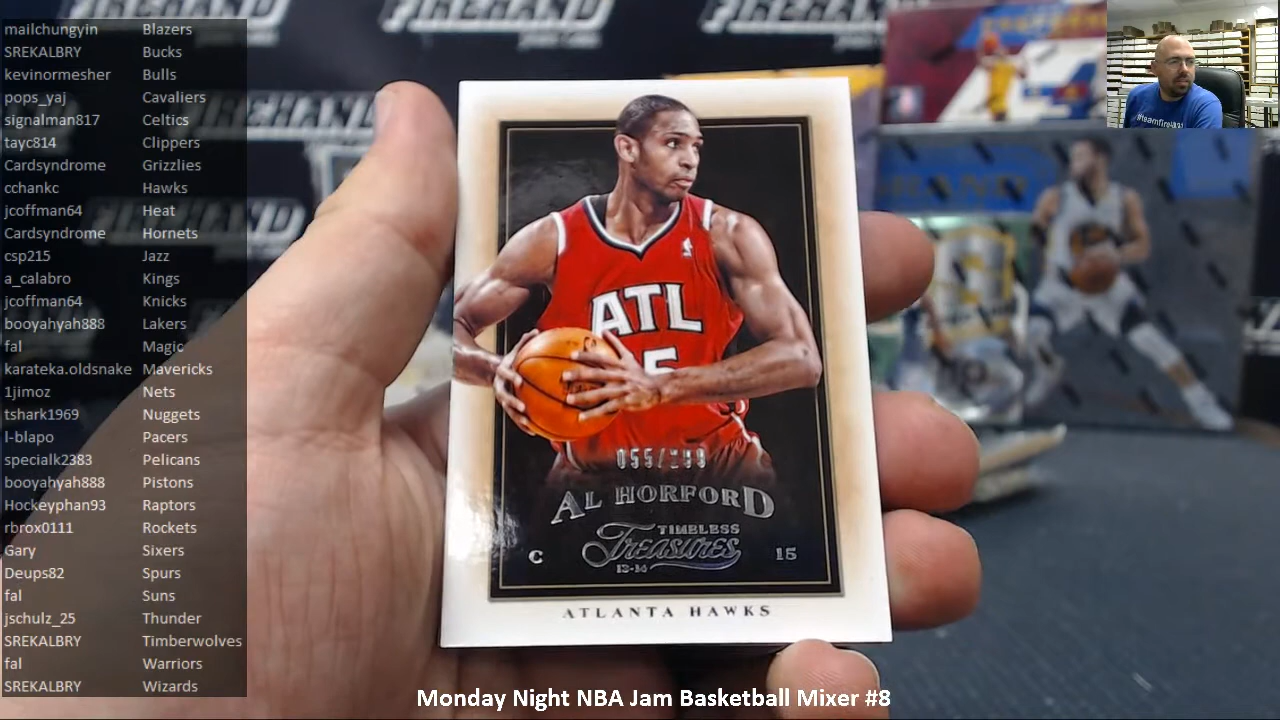 mailchungyin Blazers
SREKALBRY Bucks
kevinormesher Bulls
pops_yaj Cavaliers
signalman817 Celtics
tayc814 Clippers
Cardsyndrome Grizzlies
cchankc Hawks
jcoffman64 Heat
Cardsyndrome Hornets
csp215 Jazz
a_calabro Kings
jcoffman64 Knicks
booyahyah888 Lakers
fal Magic
karateka.oldsnake Mavericks
1jimoz Nets
tshark1969 Nuggets
l-blapo Pacers
specialk2383 Pelicans
booyahyah888 Pistons
Hockeyphan93 Raptors
rbrox0111 Rockets
Gary Sixers
Deups82 Spurs
fal Suns
jschulz_25 Thunder
SREKALBRY Timberwolves
fal Warriors
SREKALBRY Wizards
FIREHAND
ATL
15
055/199
AL HORFORD
TIMELESS
Treasures
13-14
C 15
ATLANTA HAWKS
Monday Night NBA Jam Basketball Mixer #8